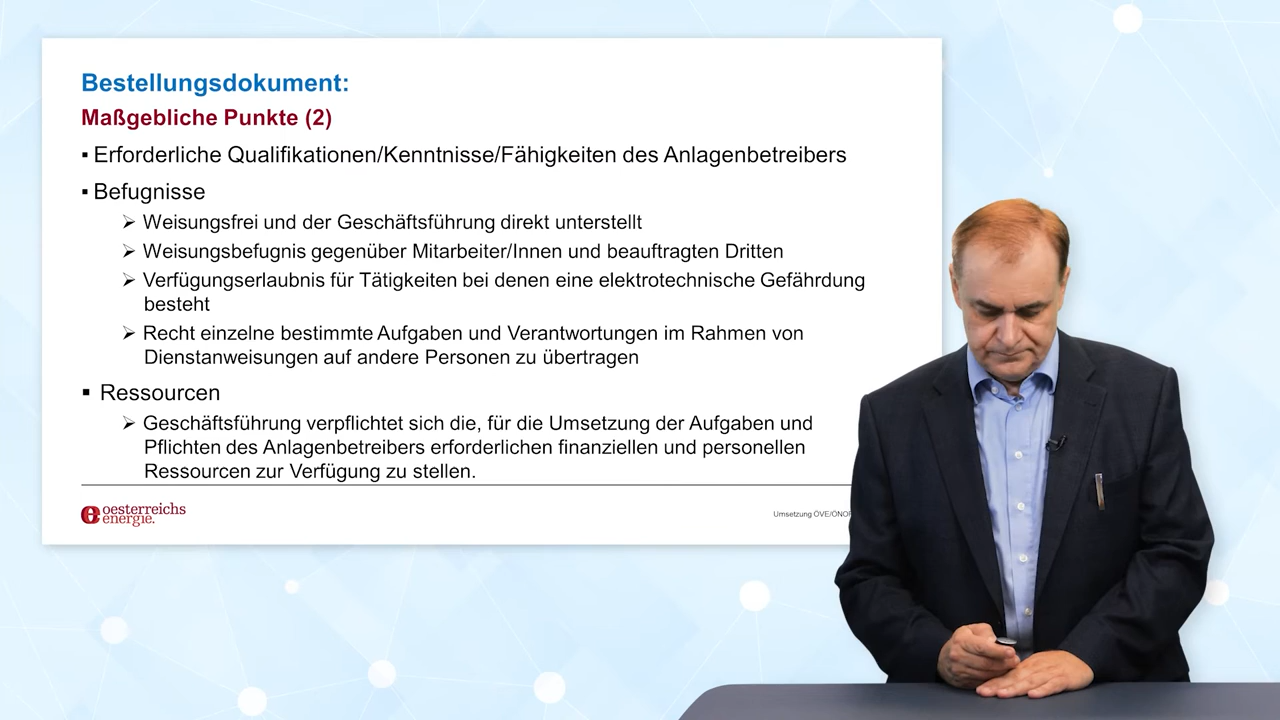 Bestellungsdokument:
Maßgebliche Punkte (2)
▪ Erforderliche Qualifikationen/Kenntnisse/Fähigkeiten des Anlagenbetreibers
▪ Befugnisse
➢ Weisungsfrei und der Geschäftsführung direkt unterstellt
➢ Weisungsbefugnis gegenüber Mitarbeiter/Innen und beauftragten Dritten
➢ Verfügungserlaubnis für Tätigkeiten bei denen eine elektrotechnische Gefährdung
besteht
➢ Recht einzelne bestimmte Aufgaben und Verantwortungen im Rahmen von
Dienstanweisungen auf andere Personen zu übertragen
▪ Ressourcen
➢ Geschäftsführung verpflichtet sich die, für die Umsetzung der Aufgaben und
Pflichten des Anlagenbetreibers erforderlichen finanziellen und personellen
Ressourcen zur Verfügung zu stellen.
oesterreichs
energie.
Umsetzung